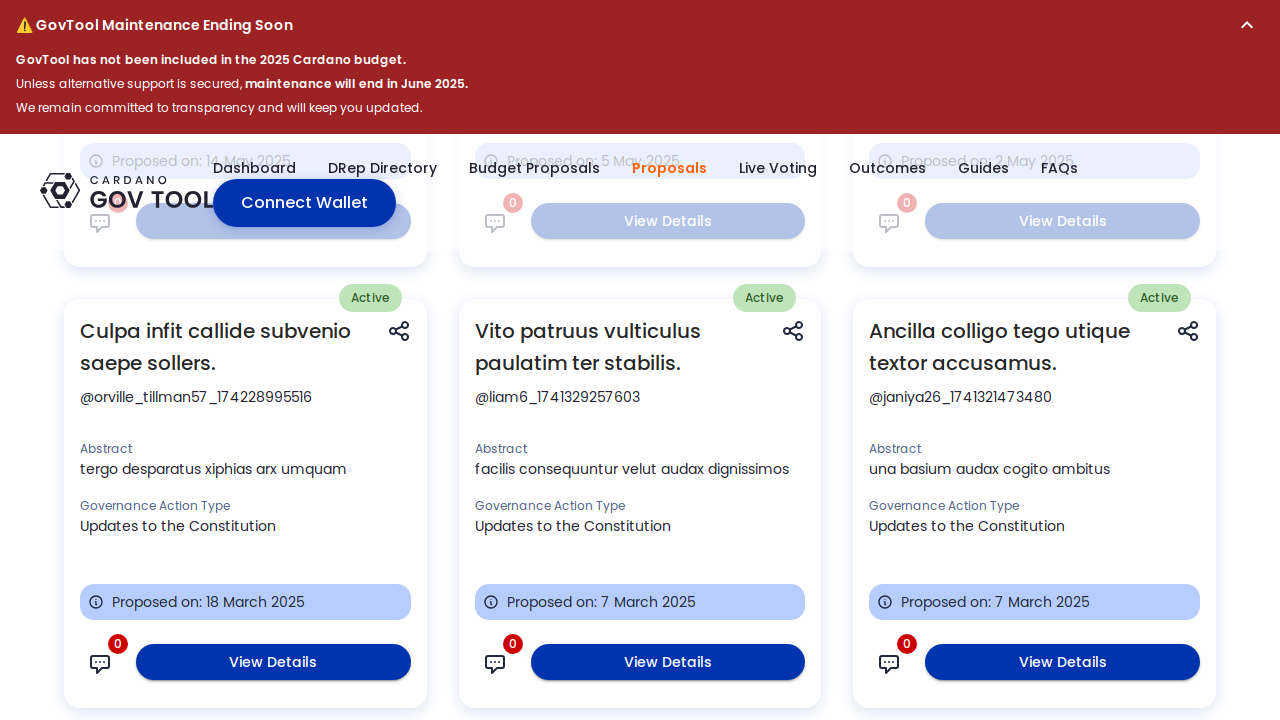 ⚠️ GovTool Maintenance Ending Soon
GovTool has not been included in the 2025 Cardano budget.
Unless alternative support is secured, maintenance will end in June 2025.
We remain committed to transparency and will keep you updated.
Proposed on: 14 May 2025
Proposed on: 5 May 2025
Proposed on: 2 May 2025
CARDANO
GOV TOOL
Dashboard
DRep Directory
Budget Proposals
Proposals
Live Voting
Outcomes
Guides
FAQs
Connect Wallet
0
0
View Details
0
View Details
Active
Culpa infit callide subvenio
saepe sollers.
@orville_tillman57_174228995516
Abstract
tergo desparatus xiphias arx umquam
Governance Action Type
Updates to the Constitution
Proposed on: 18 March 2025
0
View Details
Active
Vito patruus vulticulus
paulatim ter stabilis.
@liam6_1741329257603
Abstract
facilis consequuntur velut audax dignissimos
Governance Action Type
Updates to the Constitution
Proposed on: 7 March 2025
0
View Details
Active
Ancilla colligo tego utique
textor accusamus.
@janiya26_1741321473480
Abstract
una basium audax cogito ambitus
Governance Action Type
Updates to the Constitution
Proposed on: 7 March 2025
0
View Details